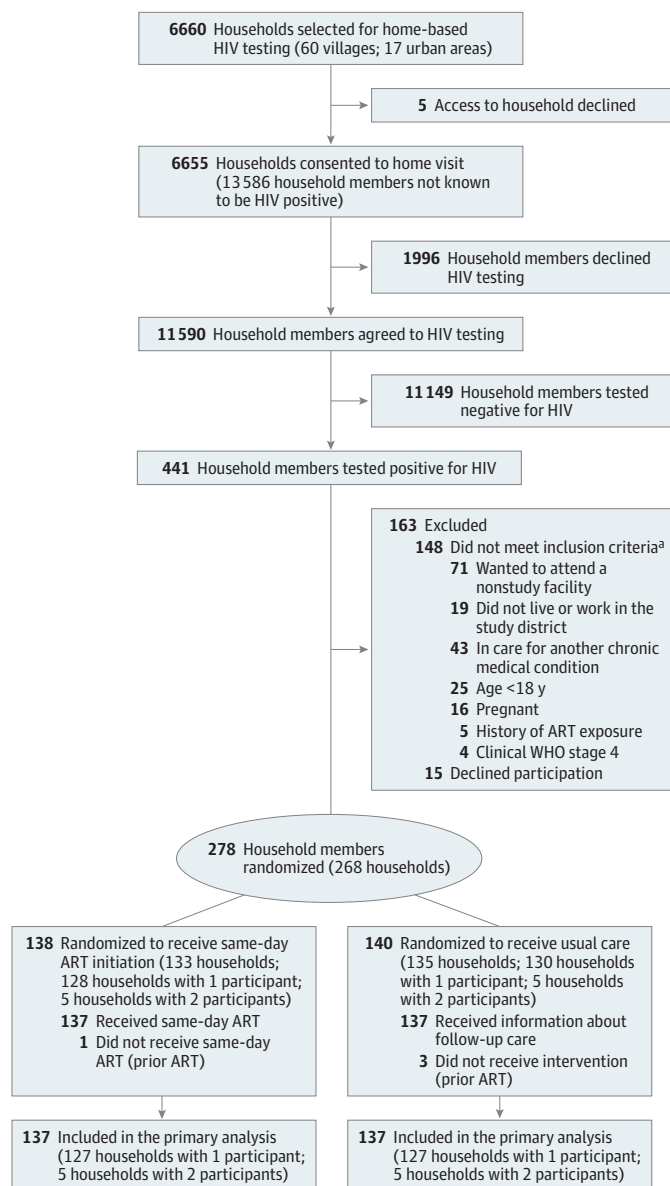 6660 Households selected for home-based
HIV testing (60 villages; 17 urban areas)
5 Access to household declined
6655 Households consented to home visit
(13 586 household members not known
to be HIV positive)
1996 Household members declined
HIV testing
11 590 Household members agreed to HIV testing
11 149 Household members tested
negative for HIV
441 Household members tested positive for HIV
163 Excluded
148 Did not meet inclusion criteriaᵃ
71 Wanted to attend a
nonstudy facility
19 Did not live or work in the
study district
43 In care for another chronic
medical condition
25 Age <18 y
16 Pregnant
5 History of ART exposure
4 Clinical WHO stage 4
15 Declined participation
278 Household members
randomized (268 households)
138 Randomized to receive same-day
ART initiation (133 households;
128 households with 1 participant;
5 households with 2 participants)
137 Received same-day ART
1 Did not receive same-day
ART (prior ART)
140 Randomized to receive usual care
(135 households; 130 households
with 1 participant; 5 households
with 2 participants)
137 Received information about
follow-up care
3 Did not receive intervention
(prior ART)
137 Included in the primary analysis
(127 households with 1 participant;
5 households with 2 participants)
137 Included in the primary analysis
(127 households with 1 participant;
5 households with 2 participants)